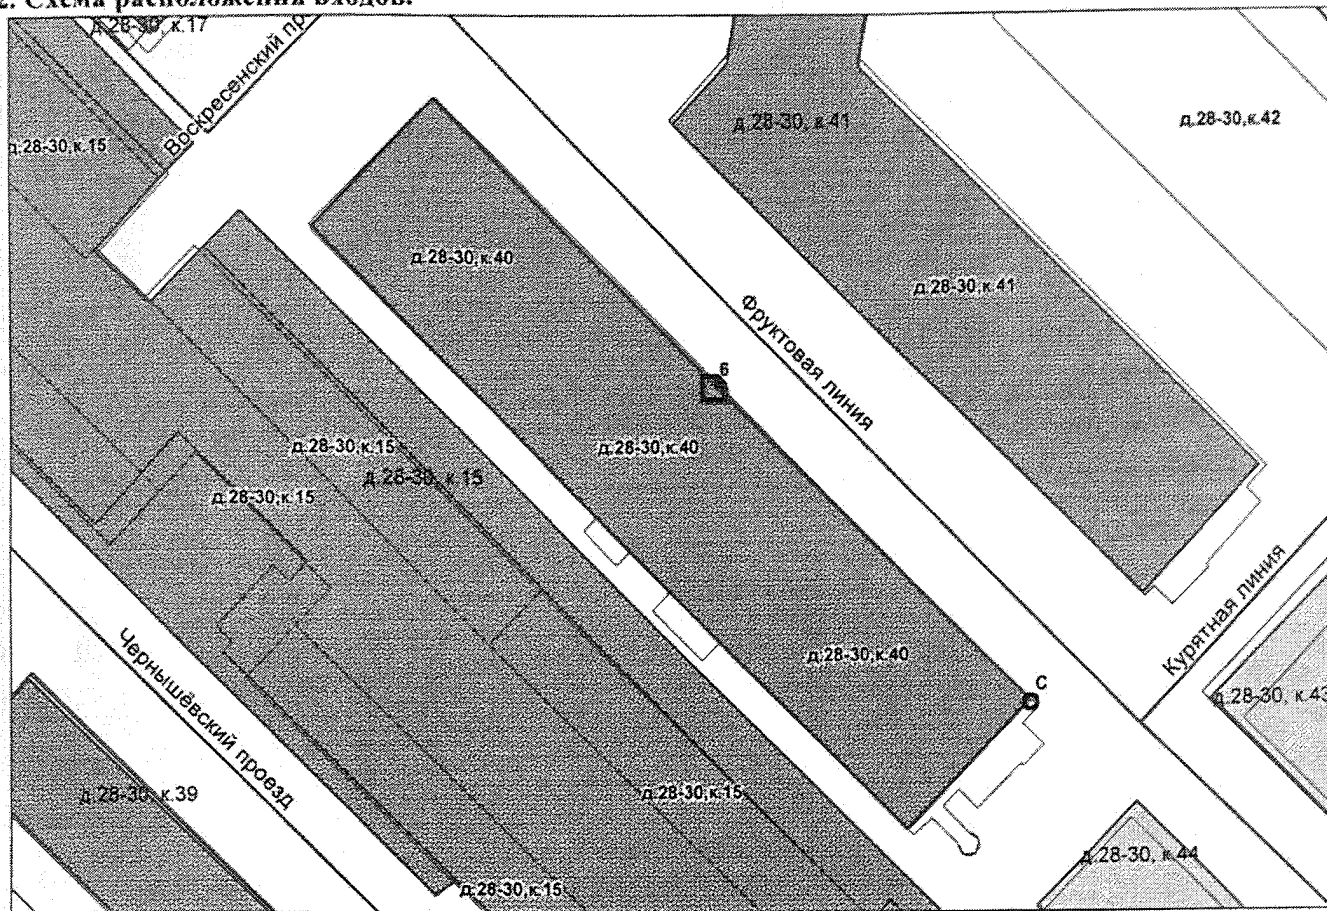 2. Схема расположения входов.
д.28-30, к.17
Воскресенский пр
д.28-30,к.15
д.28-30, к.41
д.28-30,к.42
д.28-30,к.40
д.28-30,к.41
Фруктовая линия
6
д.28-30,к.15
д.28-30, к.15
д.28-30,к.40
д.28-30,к.15
Курятная линия
Чернышёвский проезд
д.28-30,к.40
С
д.28-30, к.43
д.28-30, к.39
д.28-30,к.15
д.28-30, к.44
д.28-30,к.15